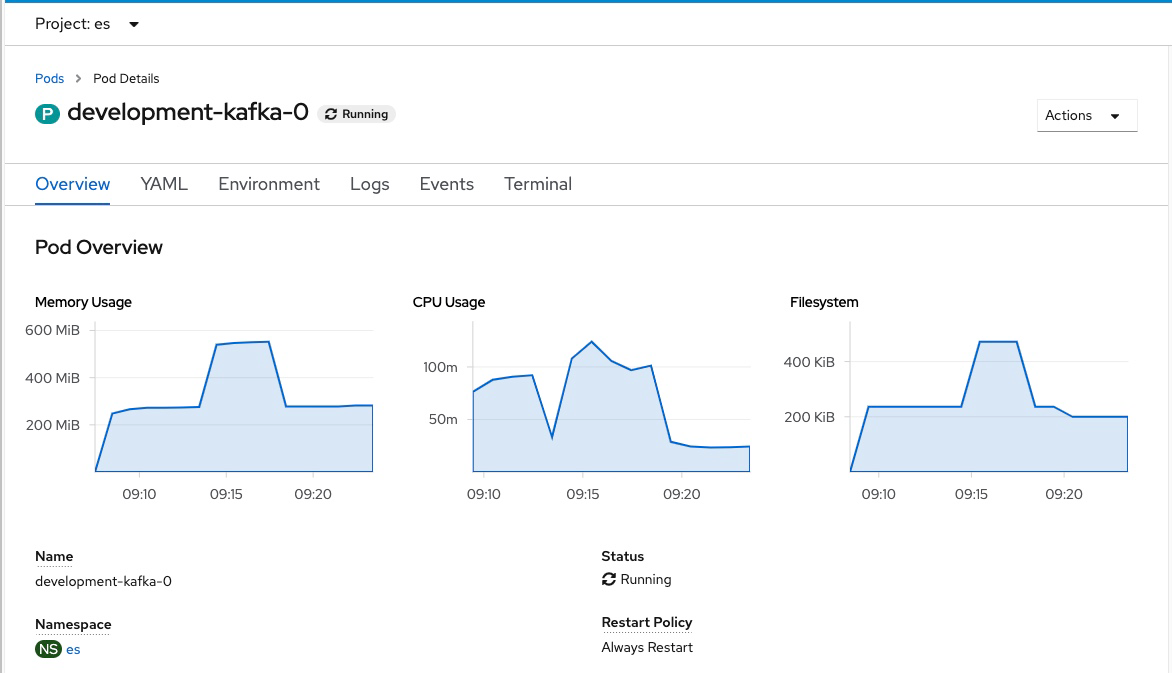 Project: es
Pods > Pod Details
P development-kafka-0 Running
Actions
Overview YAML Environment Logs Events Terminal
Pod Overview
Memory Usage
600 MiB
400 MiB
200 MiB
09:10 09:15 09:20
CPU Usage
100m
50m
09:10 09:15 09:20
Filesystem
400 KiB
200 KiB
09:10 09:15 09:20
Name
development-kafka-0
Namespace
NS es
Status
Running
Restart Policy
Always Restart